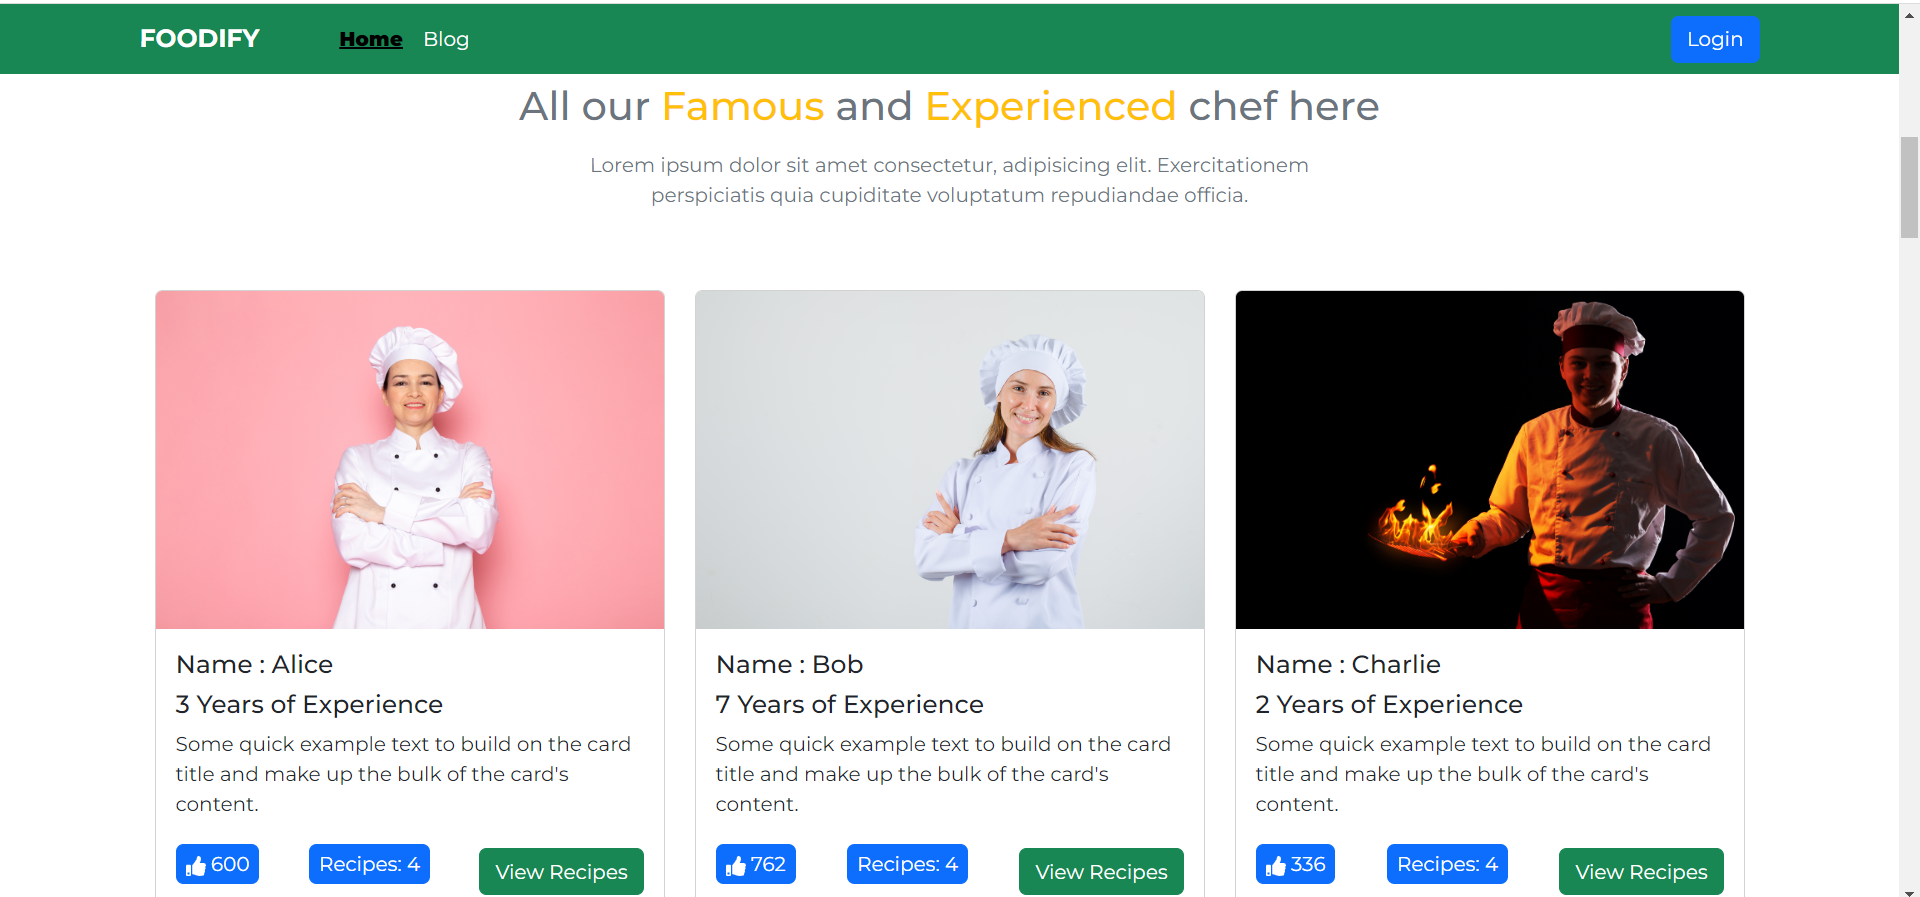 FOODIFY Home Blog Login
All our Famous and Experienced chef here
Lorem ipsum dolor sit amet consectetur, adipisicing elit. Exercitationem
perspiciatis quia cupiditate voluptatum repudiandae officia.
Name : Alice
3 Years of Experience
Some quick example text to build on the card
title and make up the bulk of the card's
content.
600 Recipes: 4 View Recipes
Name : Bob
7 Years of Experience
Some quick example text to build on the card
title and make up the bulk of the card's
content.
762 Recipes: 4 View Recipes
Name : Charlie
2 Years of Experience
Some quick example text to build on the card
title and make up the bulk of the card's
content.
336 Recipes: 4 View Recipes